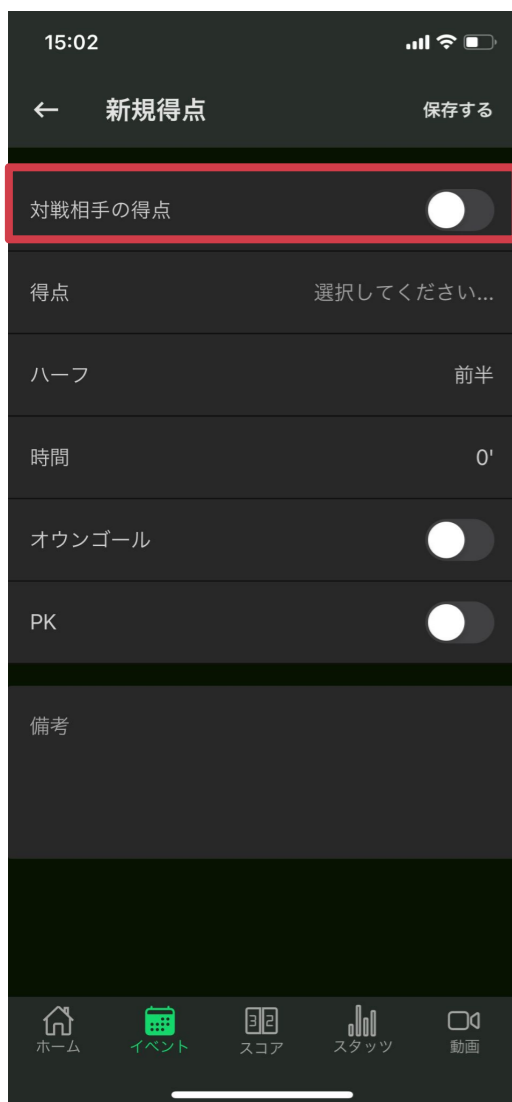 15:02
新規得点 保存する
対戦相手の得点
得点 選択してください...
ハーフ 前半
時間 0'
オウンゴール
PK
備考
32
ホーム イベント スコア スタッツ 動画